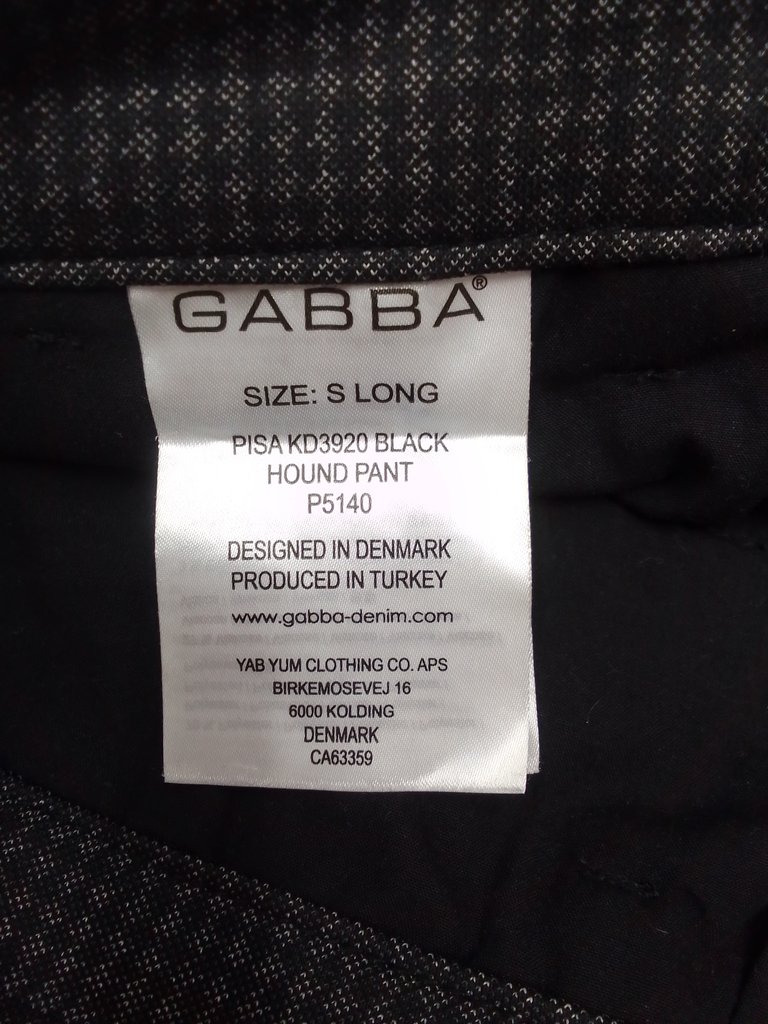 GABBA®
SIZE: S LONG
PISA KD3920 BLACK
HOUND PANT
P5140
DESIGNED IN DENMARK
PRODUCED IN TURKEY
www.gabba-denim.com
YAB YUM CLOTHING CO. APS
BIRKEMOSEVEJ 16
6000 KOLDING
DENMARK
CA63359